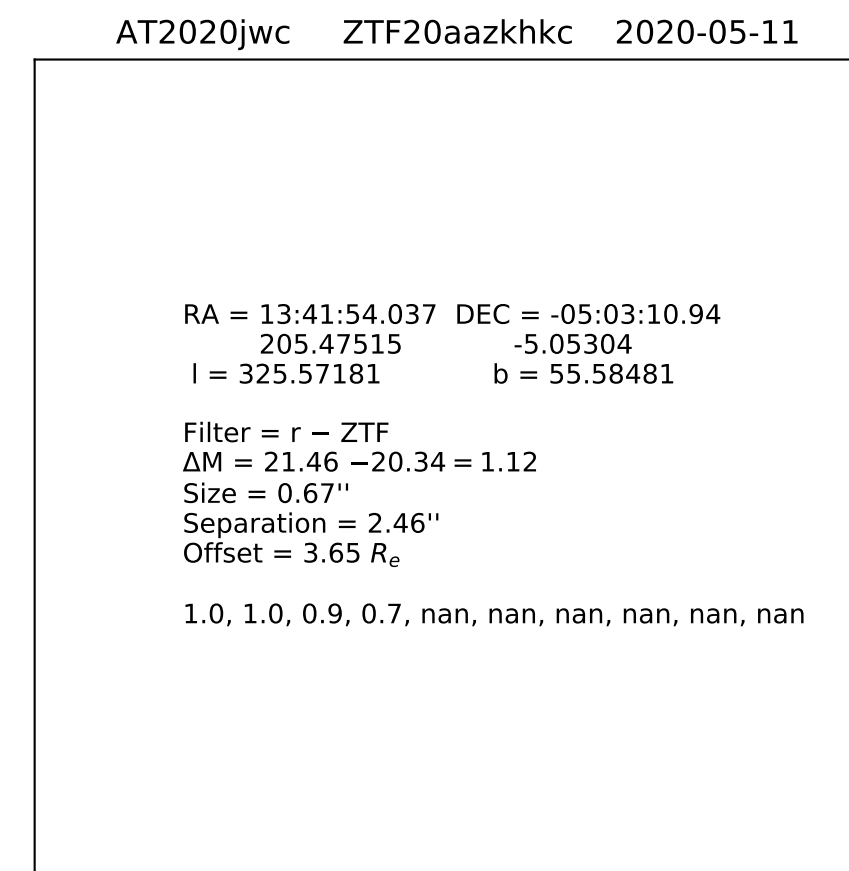 AT2020jwc ZTF20aazkhkc 2020-05-11
RA = 13:41:54.037 DEC = -05:03:10.94
205.47515 -5.05304
l = 325.57181 b = 55.58481
Filter = r − ZTF
ΔM = 21.46 −20.34 = 1.12
Size = 0.67''
Separation = 2.46''
Offset = 3.65 Re
1.0, 1.0, 0.9, 0.7, nan, nan, nan, nan, nan, nan